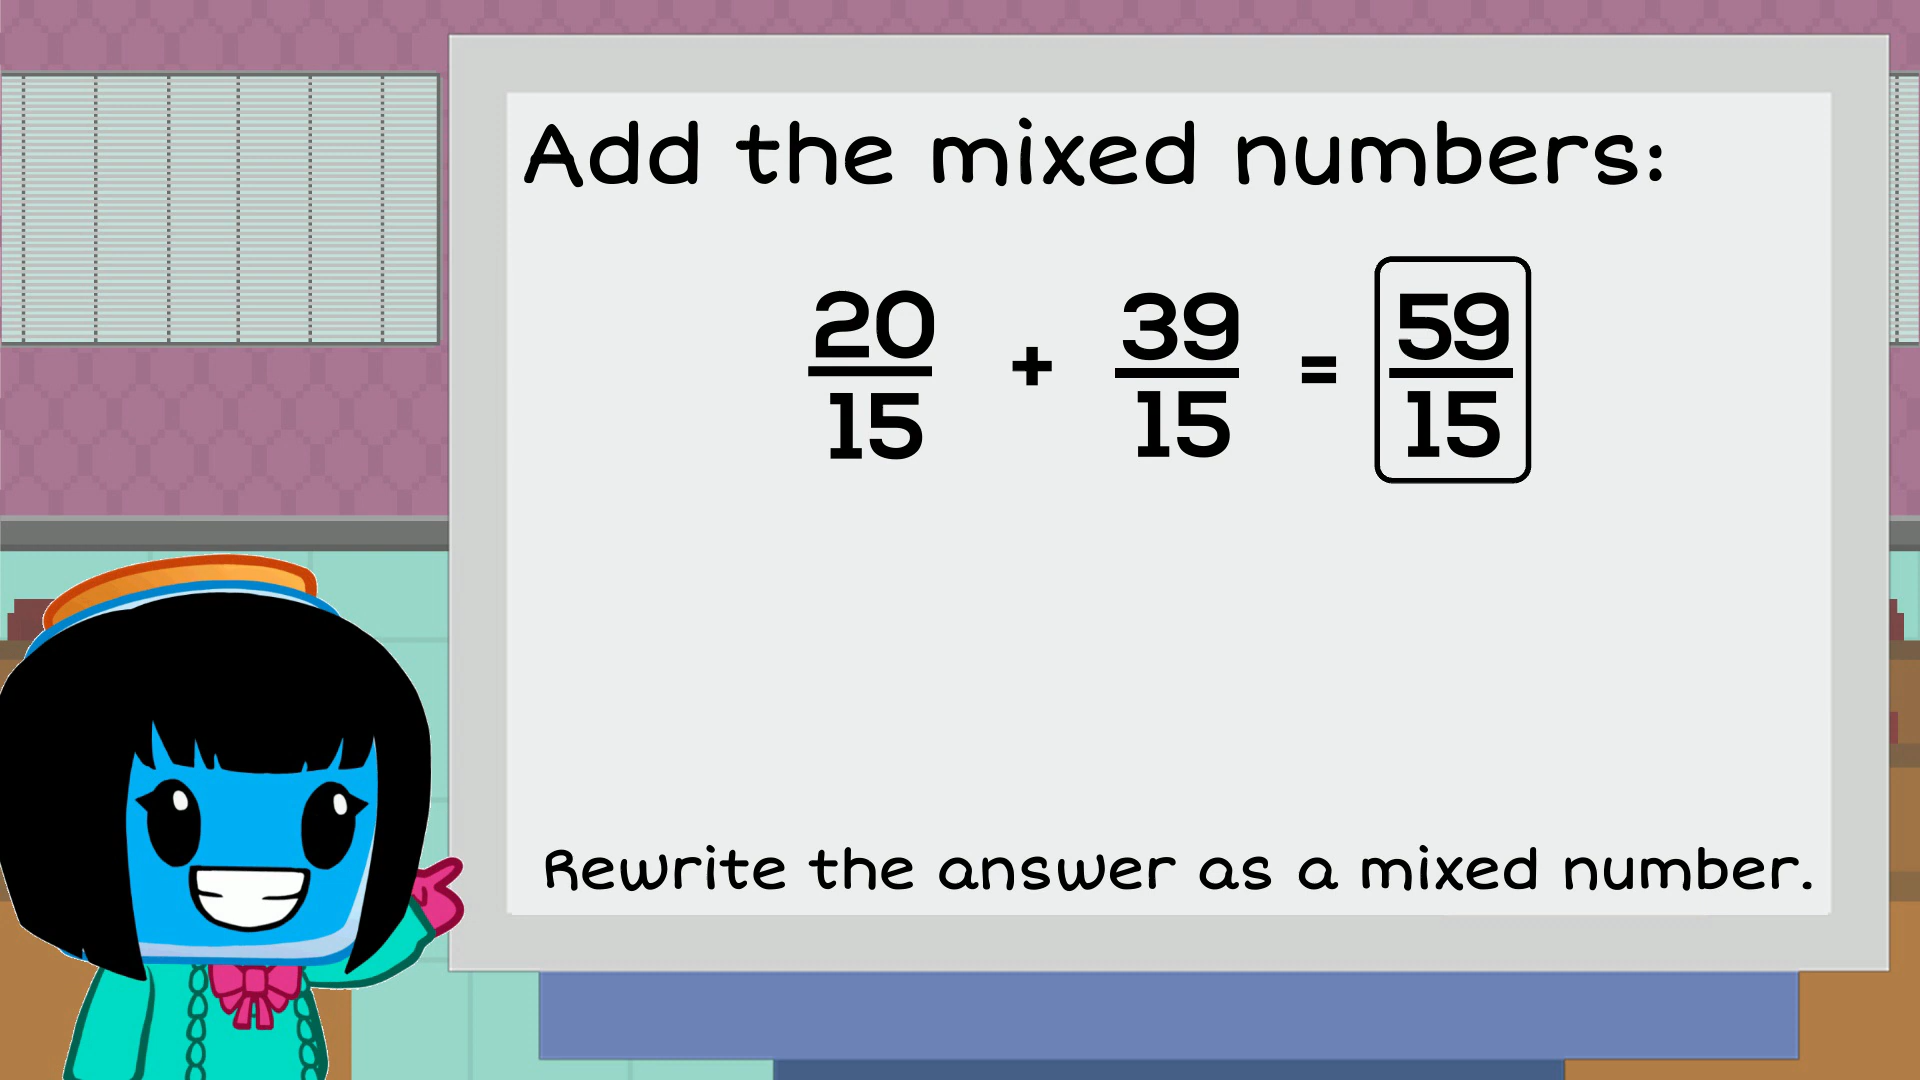 Add the mixed numbers:
20/15 + 39/15 = 59/15
Rewrite the answer as a mixed number.